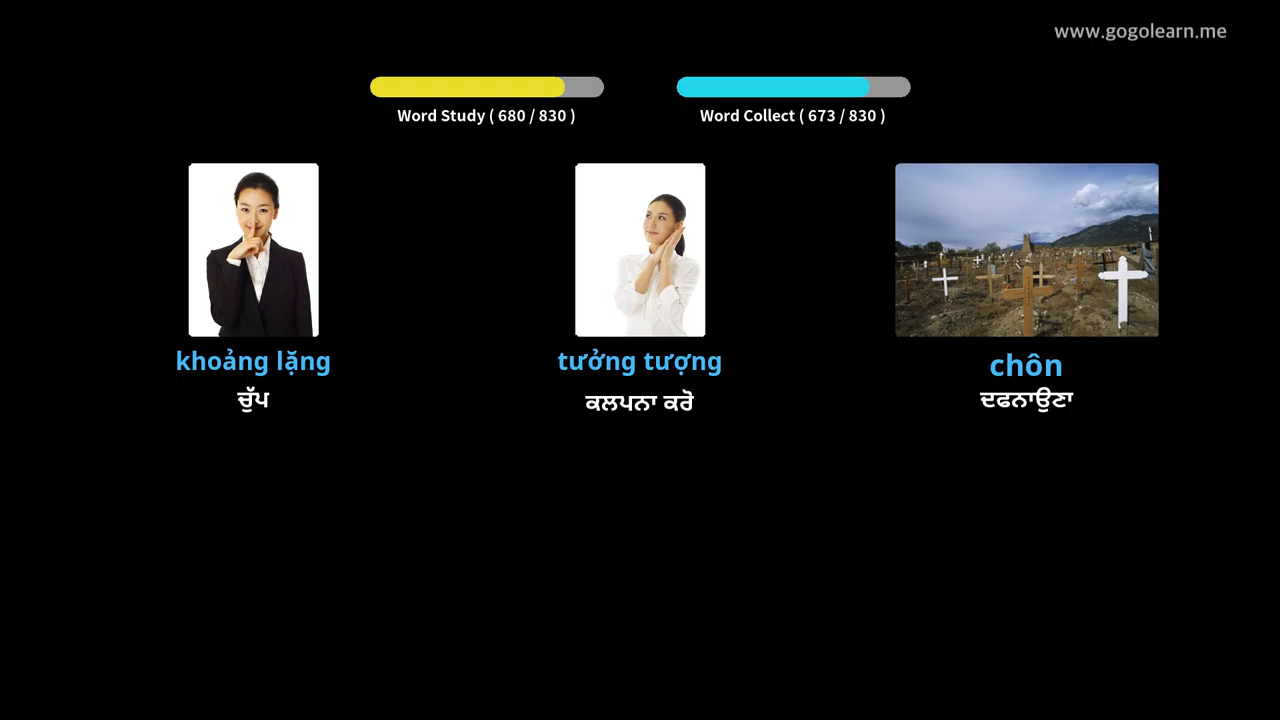 www.gogolearn.me
Word Study ( 680 / 830 )
Word Collect ( 673 / 830 )
khoảng lặng
tưởng tượng
chôn
ਚੁੱਪ
ਕਲਪਨਾ ਕਰੋ
ਦਫਨਾਉਣਾ